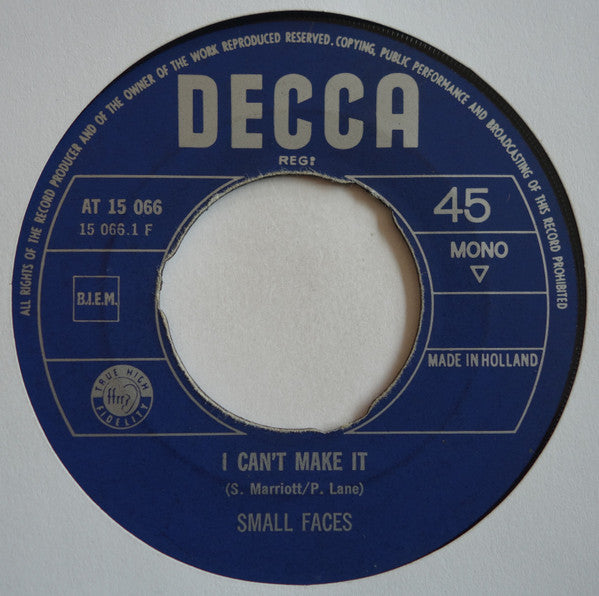 ALL RIGHTS OF THE RECORD PRODUCER AND OF THE OWNER OF THE WORK REPRODUCED RESERVED. COPYING, PUBLIC PERFORMANCE AND BROADCASTING OF THIS RECORD PROHIBITED
DECCA
REGD
AT 15 066
15 066.1 F
45
MONO
B.I.E.M.
MADE IN HOLLAND
TRUE HIGH
ffrr
FIDELITY
I CAN'T MAKE IT
(S. Marriott/P. Lane)
SMALL FACES